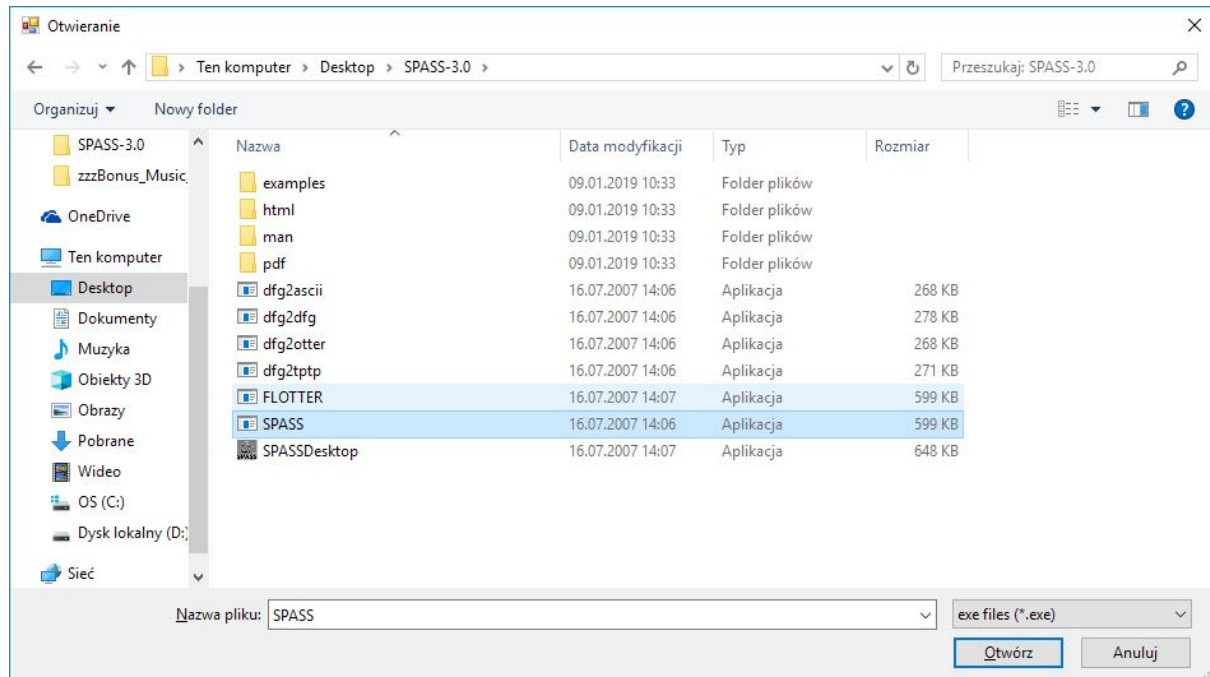 Otwieranie
Ten komputer > Desktop > SPASS-3.0 >
Przeszukaj: SPASS-3.0
Organizuj
Nowy folder
SPASS-3.0
zzzBonus_Music_
OneDrive
Ten komputer
Desktop
Dokumenty
Muzyka
Obiekty 3D
Obrazy
Pobrane
Wideo
OS (C:)
Dysk lokalny (D:)
Sieć
Nazwa Data modyfikacji Typ Rozmiar
examples 09.01.2019 10:33 Folder plików
html 09.01.2019 10:33 Folder plików
man 09.01.2019 10:33 Folder plików
pdf 09.01.2019 10:33 Folder plików
dfg2ascii 16.07.2007 14:06 Aplikacja 268 KB
dfg2dfg 16.07.2007 14:06 Aplikacja 278 KB
dfg2otter 16.07.2007 14:06 Aplikacja 268 KB
dfg2tptp 16.07.2007 14:06 Aplikacja 271 KB
FLOTTER 16.07.2007 14:07 Aplikacja 599 KB
SPASS 16.07.2007 14:06 Aplikacja 599 KB
SPASSDesktop 16.07.2007 14:07 Aplikacja 648 KB
Nazwa pliku: SPASS
exe files (*.exe)
Otwórz
Anuluj